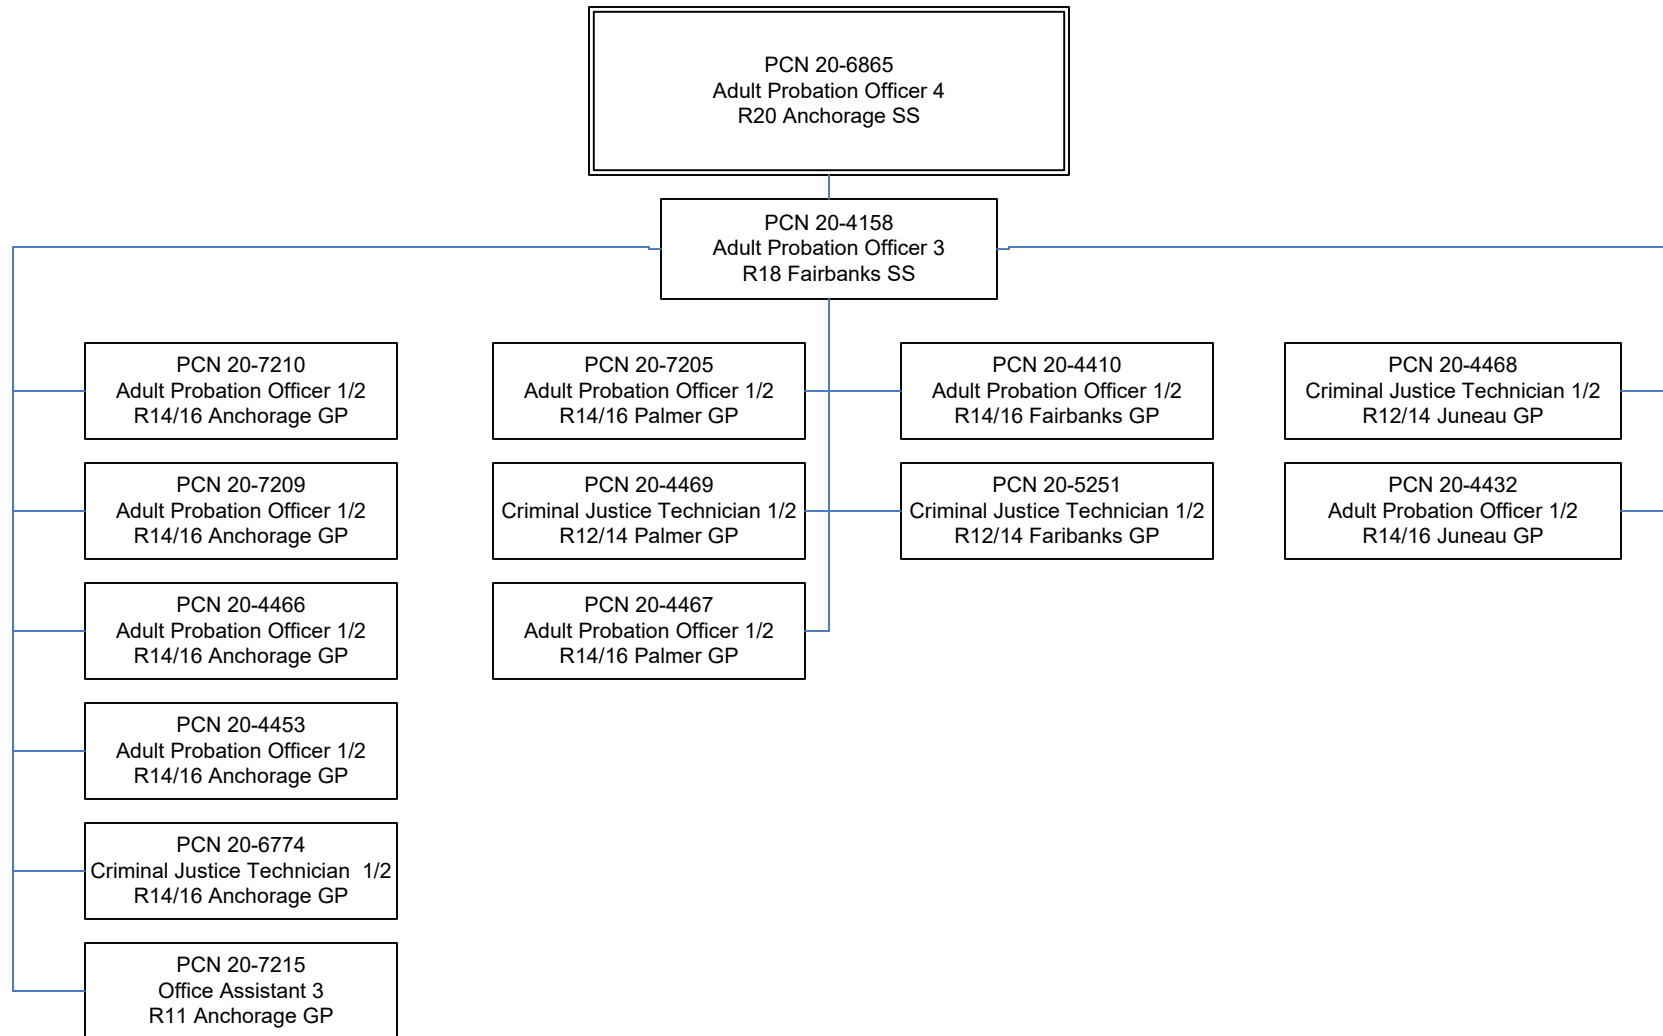 PCN 20-6865
Adult Probation Officer 4
R20 Anchorage SS
PCN 20-4158
Adult Probation Officer 3
R18 Fairbanks SS
PCN 20-7210
Adult Probation Officer 1/2
R14/16 Anchorage GP
PCN 20-7205
Adult Probation Officer 1/2
R14/16 Palmer GP
PCN 20-4410
Adult Probation Officer 1/2
R14/16 Fairbanks GP
PCN 20-4468
Criminal Justice Technician 1/2
R12/14 Juneau GP
PCN 20-7209
Adult Probation Officer 1/2
R14/16 Anchorage GP
PCN 20-4469
Criminal Justice Technician 1/2
R12/14 Palmer GP
PCN 20-5251
Criminal Justice Technician 1/2
R12/14 Faribanks GP
PCN 20-4432
Adult Probation Officer 1/2
R14/16 Juneau GP
PCN 20-4466
Adult Probation Officer 1/2
R14/16 Anchorage GP
PCN 20-4467
Adult Probation Officer 1/2
R14/16 Palmer GP
PCN 20-4453
Adult Probation Officer 1/2
R14/16 Anchorage GP
PCN 20-6774
Criminal Justice Technician  1/2
R14/16 Anchorage GP
PCN 20-7215
Office Assistant 3
R11 Anchorage GP